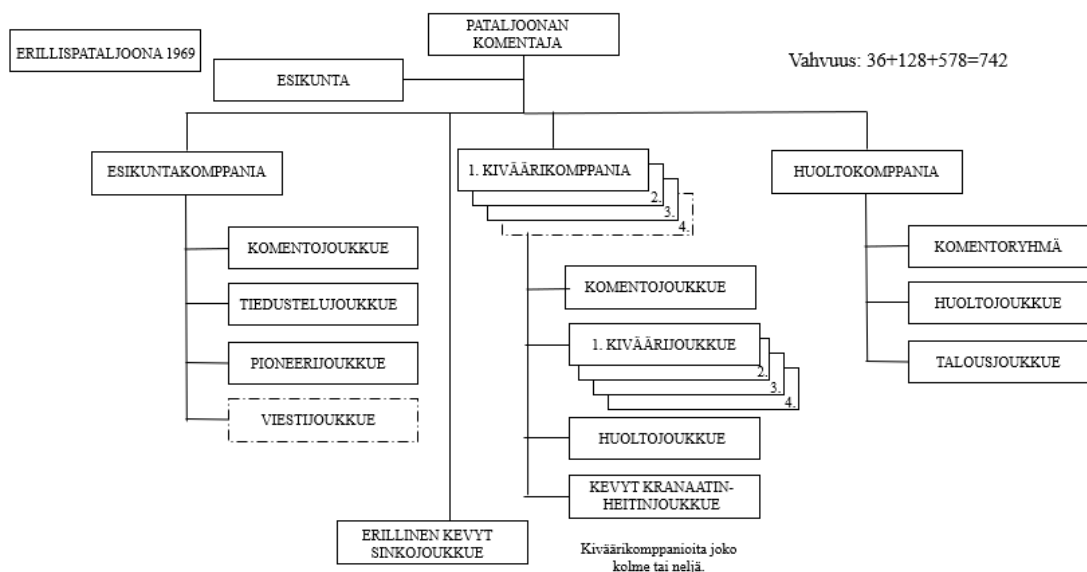 ERILLISPATALJOONA 1969
PATALJOONAN
KOMENTAJA
Vahvuus: 36+128+578=742
ESIKUNTA
ESIKUNTAKOMPPANIA
KOMENTOJOUKKUE
TIEDUSTELUJOUKKUE
PIONEERIJOUKKUE
VIESTIJOUKKUE
ERILLINEN KEVYT
SINKOJOUKKUE
1. KIVÄÄRIKOMPPANIA
2.
3.
4.
KOMENTOJOUKKUE
1. KIVÄÄRIJOUKKUE
2.
3.
4.
HUOLTOJOUKKUE
KEVYT KRANAATIN-
HEITINJOUKKUE
Kiväärikomppanioita joko
kolme tai neljä.
HUOLTOKOMPPANIA
KOMENTORYHMÄ
HUOLTOJOUKKUE
TALOUSJOUKKUE